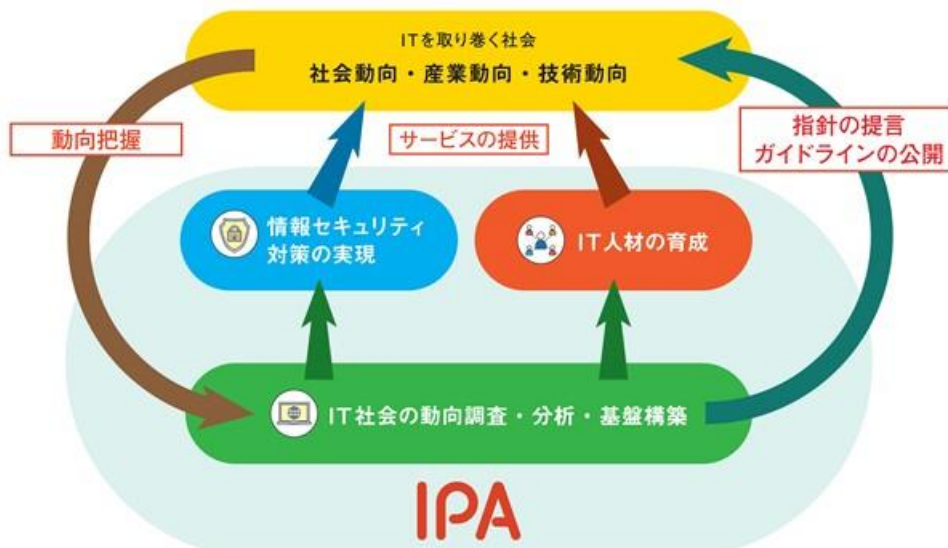 ITを取り巻く社会
社会動向・産業動向・技術動向
動向把握
サービスの提供
指針の提言
ガイドラインの公開
情報セキュリティ
対策の実現
IT人材の育成
IT社会の動向調査・分析・基盤構築
IPA